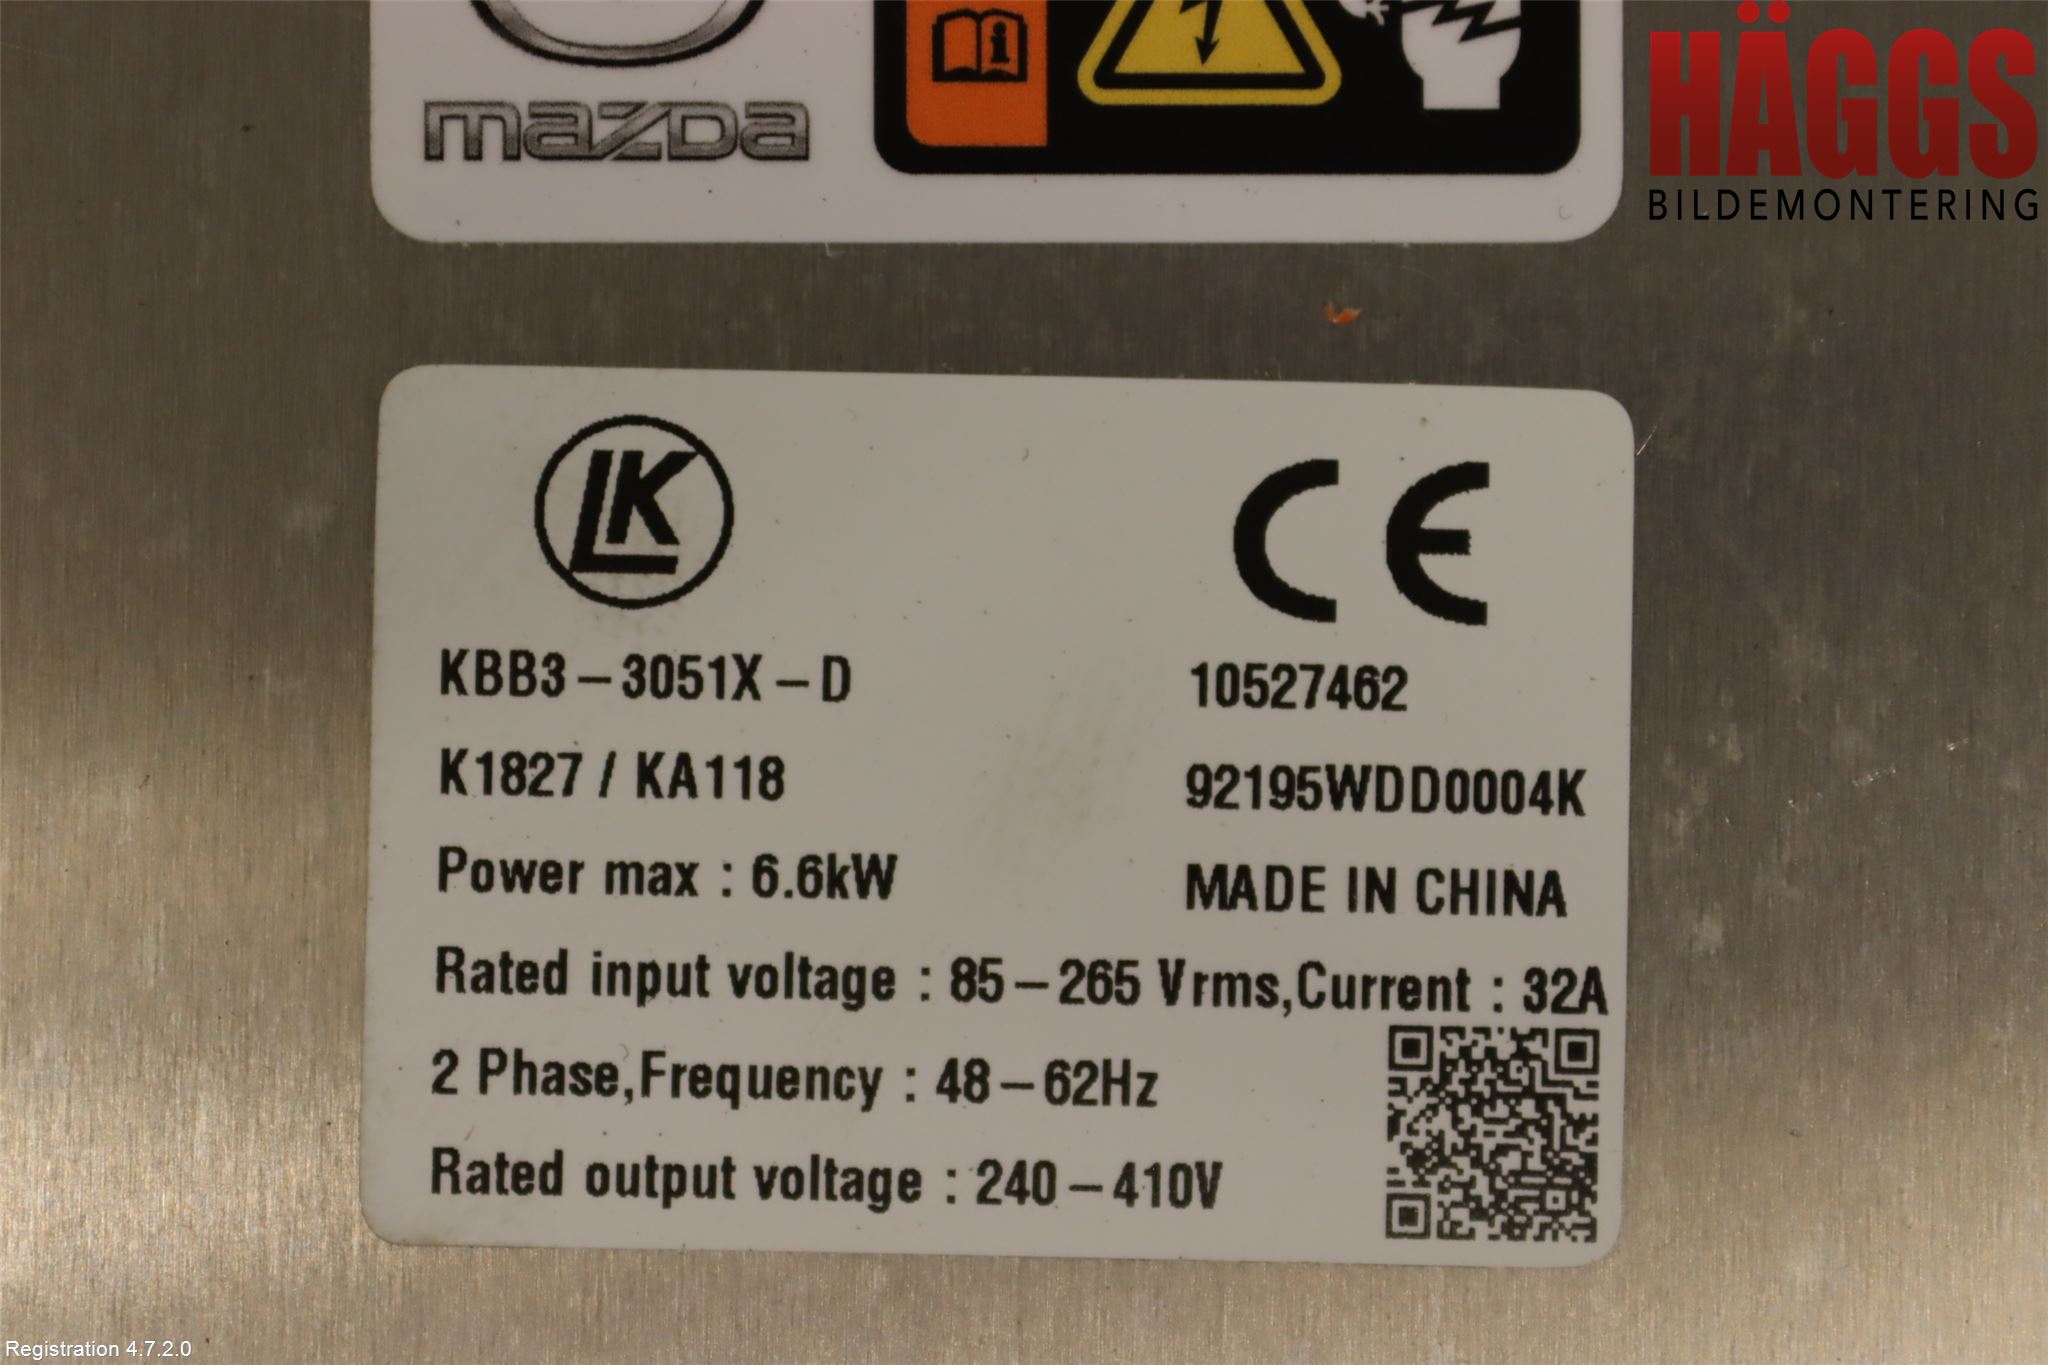 mazda
HÄGGS
BILDEMONTERING
LK
CE
KBB3-3051X-D
10527462
K1827 / KA118
92195WDD0004K
Power max : 6.6kW
MADE IN CHINA
Rated input voltage : 85-265 Vrms,Current : 32A
2 Phase,Frequency : 48-62Hz
Rated output voltage : 240-410V
Registration 4.7.2.0